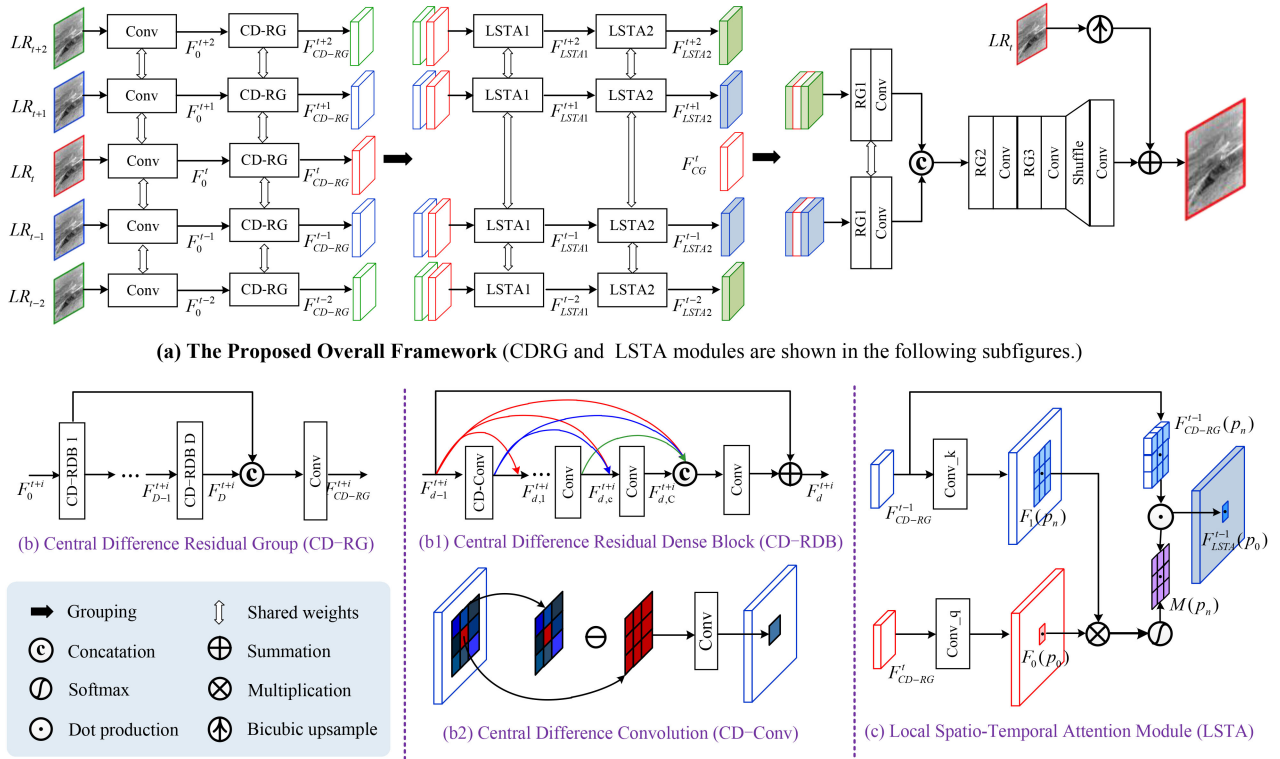 LR_{t+2} Conv F_0^{t+2} CD-RG F_{CD-RG}^{t+2} LSTA1 F_{LSTA1}^{t+2} LSTA2 F_{LSTA2}^{t+2}
LR_{t+1} Conv F_0^{t+1} CD-RG F_{CD-RG}^{t+1} LSTA1 F_{LSTA1}^{t+1} LSTA2 F_{LSTA2}^{t+1}
LR_t Conv F_0^t CD-RG F_{CD-RG}^t F_{CG}^t
LR_{t-1} Conv F_0^{t-1} CD-RG F_{CD-RG}^{t-1} LSTA1 F_{LSTA1}^{t-1} LSTA2 F_{LSTA2}^{t-1}
LR_{t-2} Conv F_0^{t-2} CD-RG F_{CD-RG}^{t-2} LSTA1 F_{LSTA1}^{t-2} LSTA2 F_{LSTA2}^{t-2}
RG1 Conv
RG1 Conv
C
RG2 Conv RG3 Conv Shuffle Conv
LR_t
(a) The Proposed Overall Framework (CDRG and LSTA modules are shown in the following subfigures.)
F_0^{t+i} CD-RDB 1 ... F_{D-1}^{t+i} CD-RDB D F_D^{t+i} C Conv F_{CD-RG}^{t+i}
(b) Central Difference Residual Group (CD-RG)
F_{d-1}^{t+i} CD-Conv ... F_{d,1}^{t+i} Conv F_{d,c}^{t+i} Conv F_{d,C}^{t+i} C Conv F_d^{t+i}
(b1) Central Difference Residual Dense Block (CD-RDB)
Conv
(b2) Central Difference Convolution (CD-Conv)
F_{CD-RG}^{t-1} Conv_k F_1(p_n) F_{CD-RG}^{t-1}(p_n)
F_{LSTA}^{t-1}(p_0)
M(p_n)
F_{CD-RG}^t Conv_q F_0(p_0)
(c) Local Spatio-Temporal Attention Module (LSTA)
Grouping
Shared weights
C Concatation
Summation
Softmax
Multiplication
Dot production
Bicubic upsample